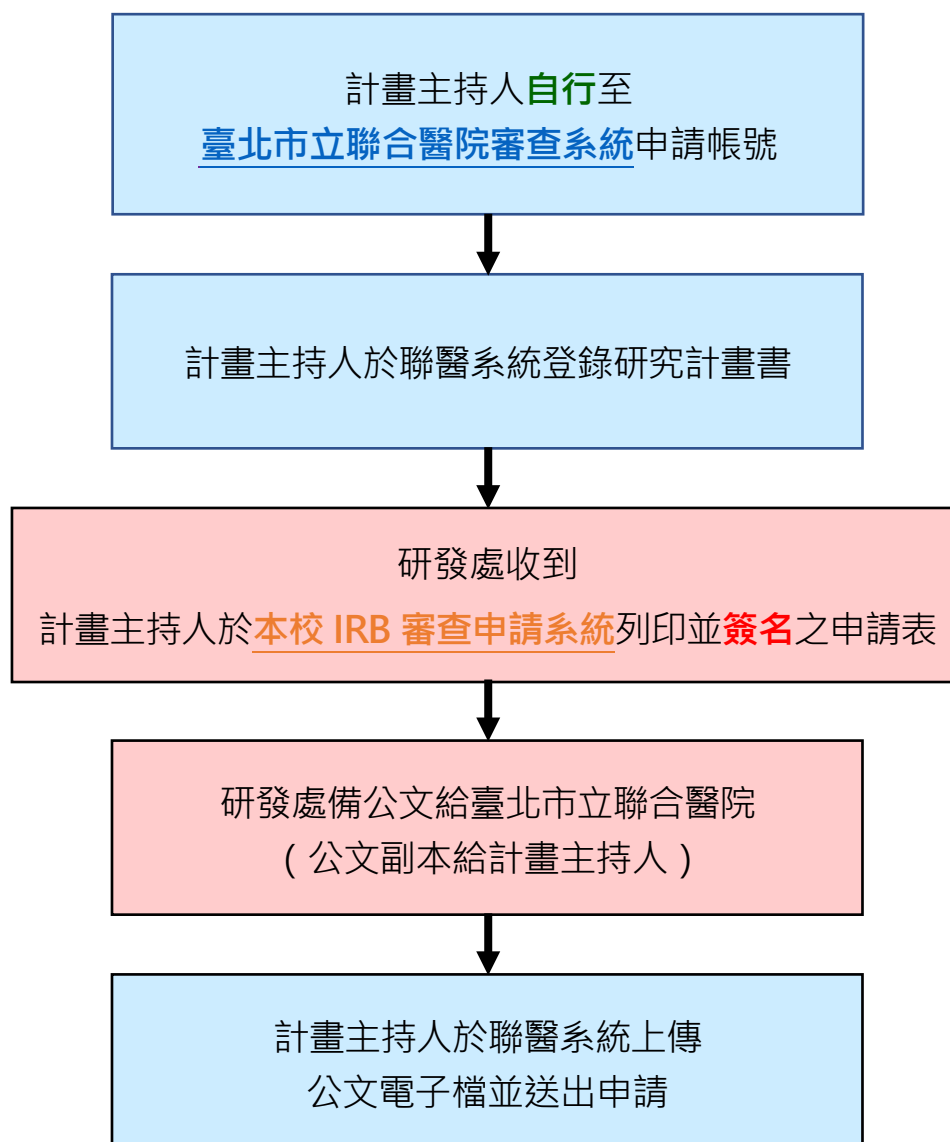 計畫主持人自行至
臺北市立聯合醫院審查系統申請帳號
計畫主持人於聯醫系統登錄研究計畫書
研發處收到
計畫主持人於本校 IRB 審查申請系統列印並簽名之申請表
研發處備公文給臺北市立聯合醫院
（公文副本給計畫主持人）
計畫主持人於聯醫系統上傳
公文電子檔並送出申請